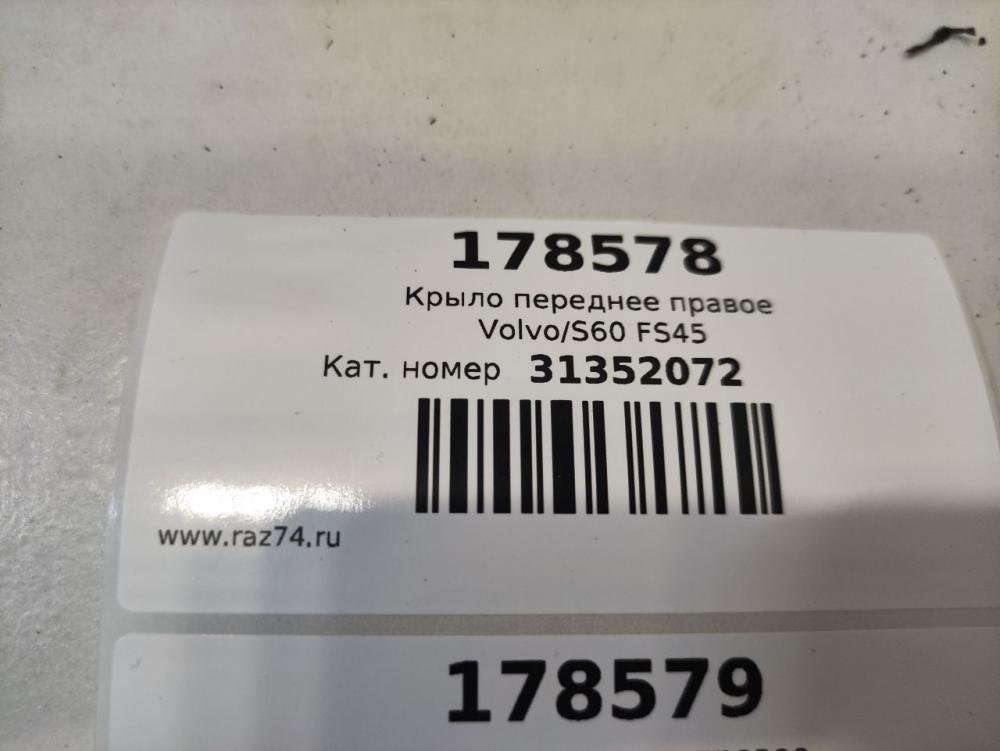 178578
Крыло переднее правое
Volvo/S60 FS45
Кат. номер 31352072
www.raz74.ru
178579